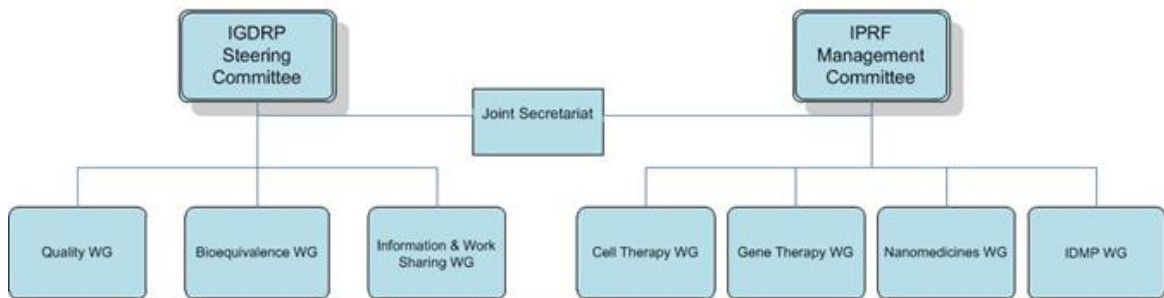 IGDRP
Steering
Committee
IPRF
Management
Committee
Joint Secretariat
Quality WG
Bioequivalence WG
Information & Work
Sharing WG
Cell Therapy WG
Gene Therapy WG
Nanomedicines WG
IDMP WG